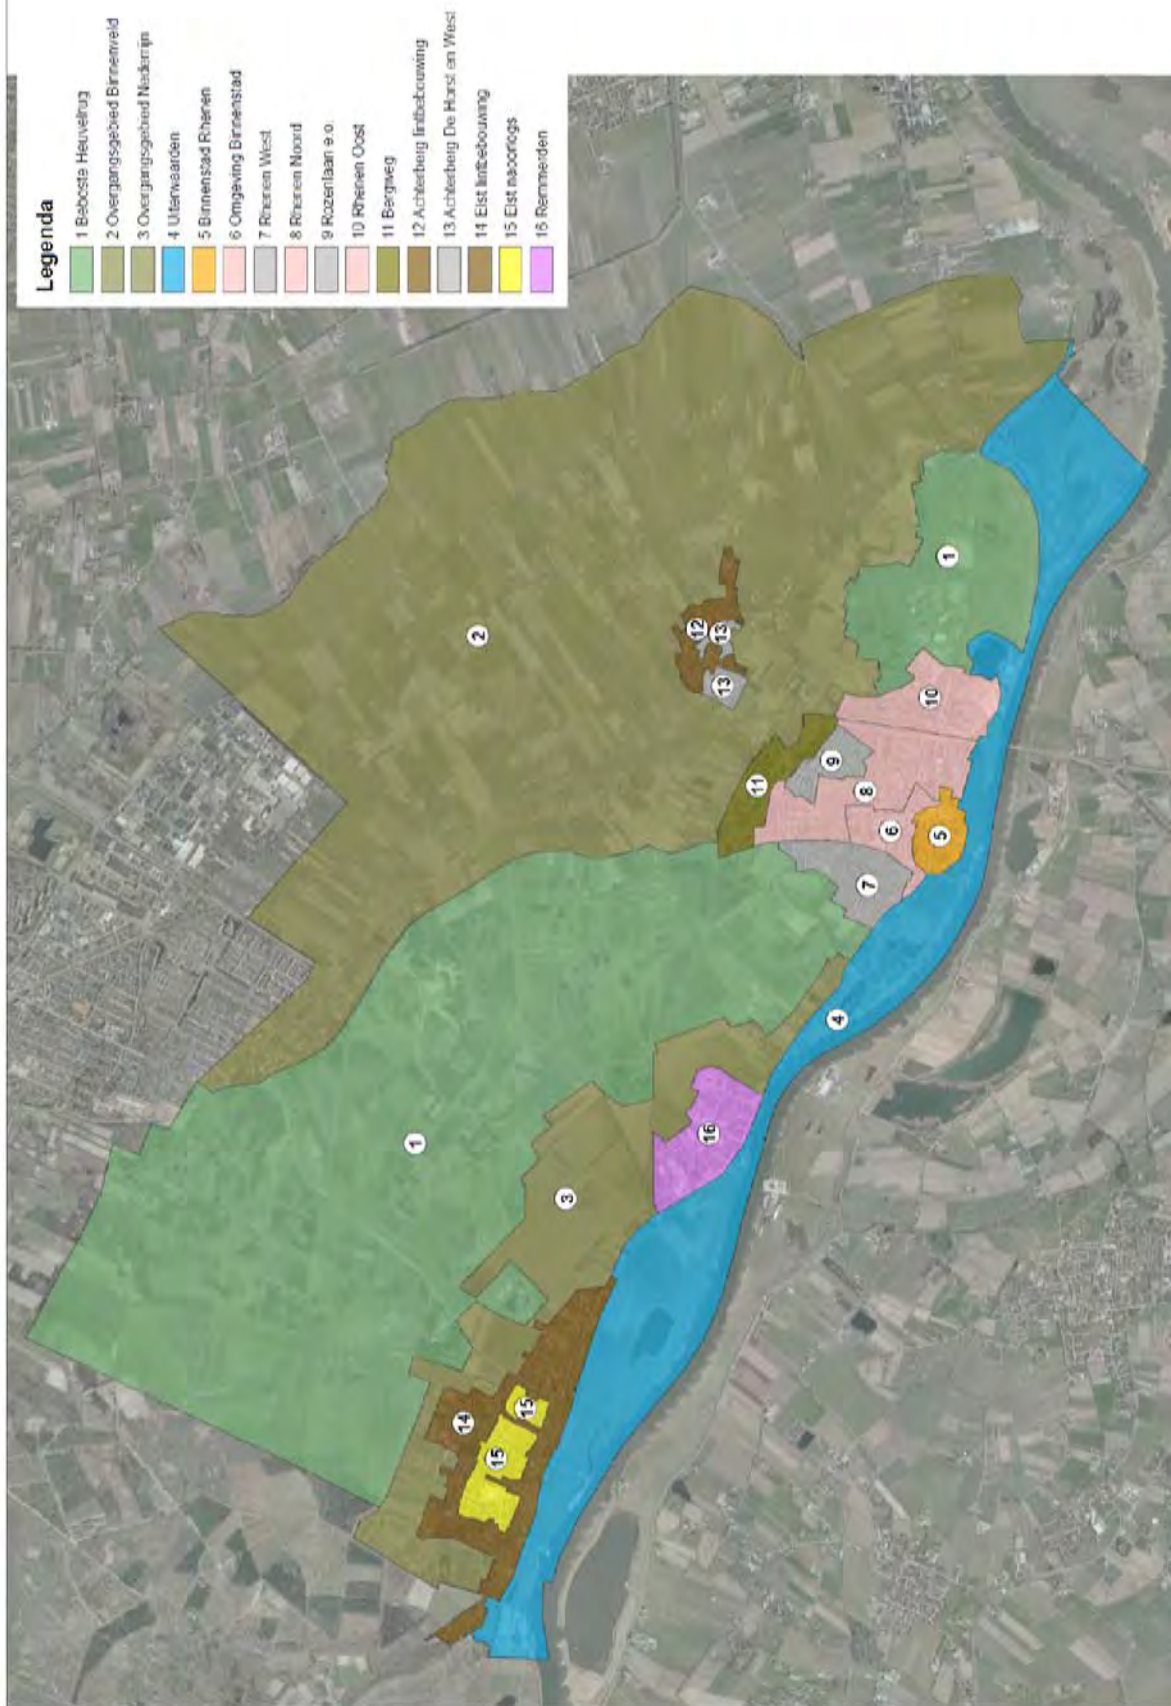 Legenda
1 Beboste Heuvelrug
2 Overgangsgebied Binnenveld
3 Overgangsgebied Nederrijn
4 Uiterwaarden
5 Binnenstad Rhenen
6 Omgeving Binnenstad
7 Rhenen West
8 Rhenen Noord
9 Rozenlaan e.o.
10 Rhenen Oost
11 Bergweg
12 Achterberg lintbebouwing
13 Achterberg De Horst en West
14 Elst lintbebouwing
15 Elst naoorlogs
16 Remmerden
1
2
3
14
15
15
16
4
12
13
13
11
9
8
10
6
7
5
1